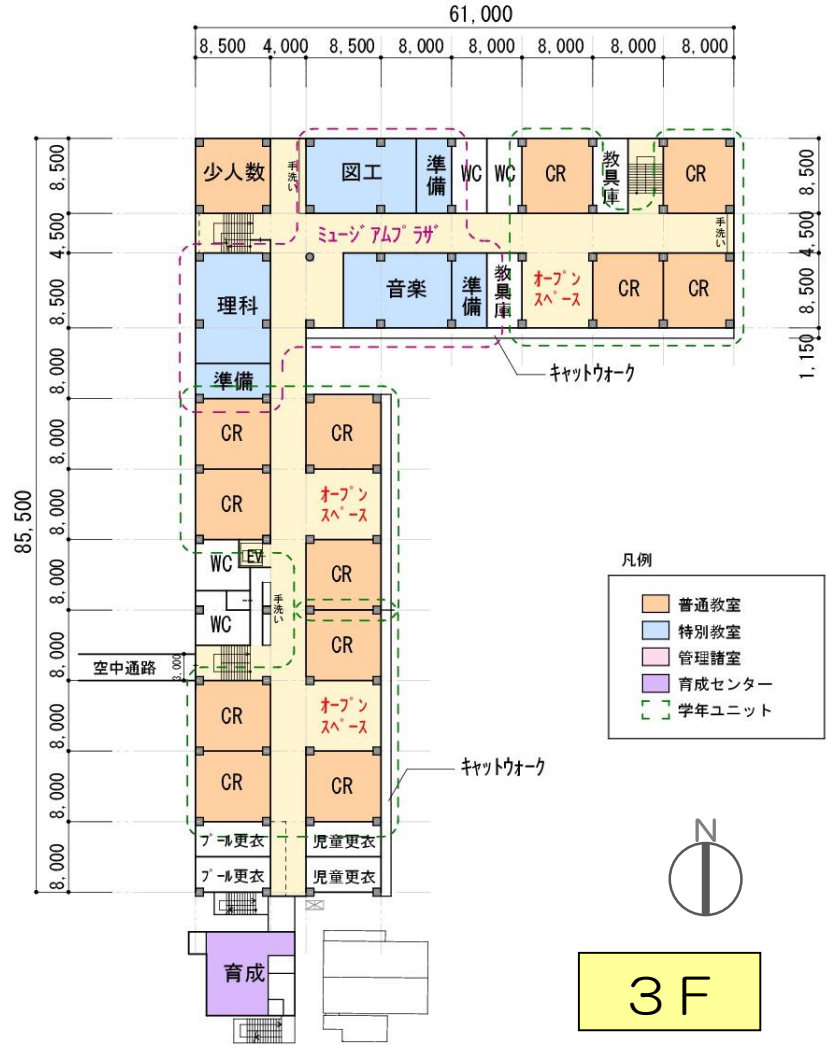 61,000
8,500 4,000 8,500 8,000 8,000 8,000 8,000 8,000
少人数
手洗い
図工
準備
WC
WC
CR
教具庫
CR
8,500
8,500
ミュージアムプラザ
手洗い
4,500
4,500
理科
音楽
準備
教具庫
オープン
スペース
CR
CR
8,500
8,500
1,150
キャットウォーク
準備
8,000
CR
CR
8,000
CR
オープン
スペース
8,000
85,500
WC
EV
手洗い
CR
8,000
WC
CR
8,000
空中通路
3,000
CR
オープン
スペース
8,000
CR
CR
8,000
キャットウォーク
プール更衣
児童更衣
プール更衣
児童更衣
8,000
育成
凡例
普通教室
特別教室
管理諸室
育成センター
学年ユニット
N
3F